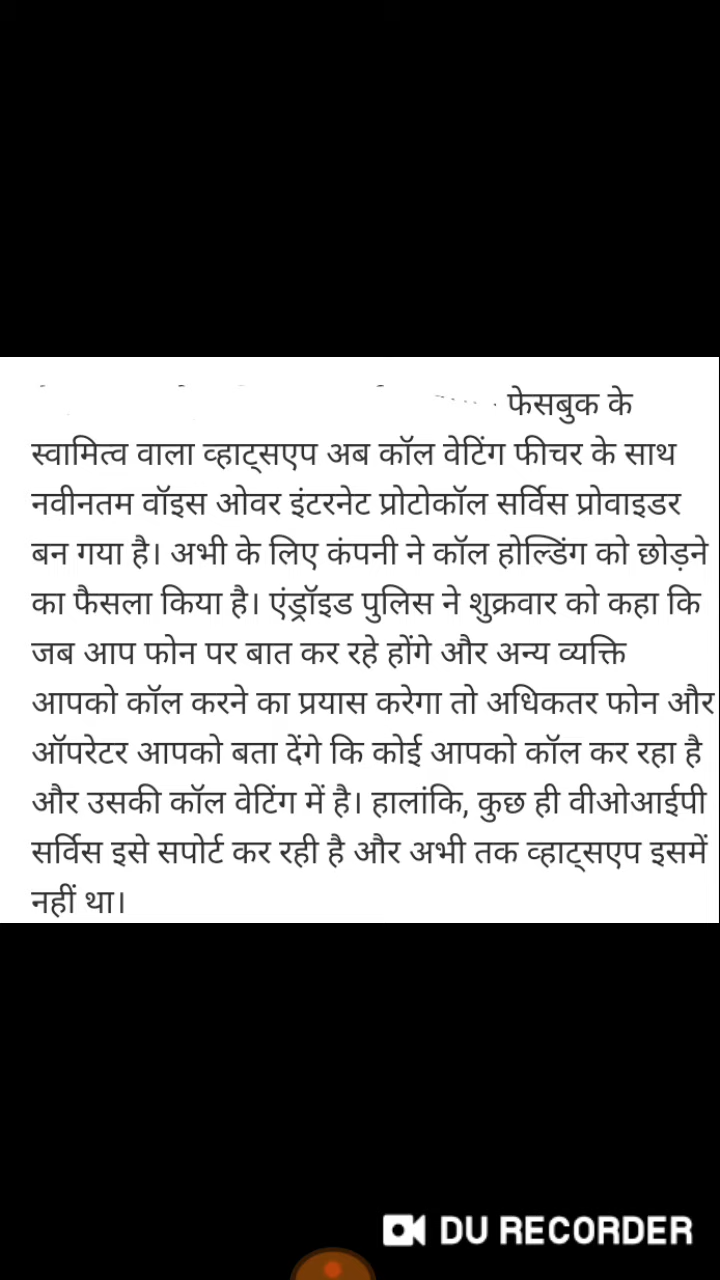 फेसबुक के
स्वामित्व वाला व्हाट्सएप अब कॉल वेटिंग फीचर के साथ
नवीनतम वॉइस ओवर इंटरनेट प्रोटोकॉल सर्विस प्रोवाइडर
बन गया है। अभी के लिए कंपनी ने कॉल होल्डिंग को छोड़ने
का फैसला किया है। एंड्रॉइड पुलिस ने शुक्रवार को कहा कि
जब आप फोन पर बात कर रहे होंगे और अन्य व्यक्ति
आपको कॉल करने का प्रयास करेगा तो अधिकतर फोन और
ऑपरेटर आपको बता देंगे कि कोई आपको कॉल कर रहा है
और उसकी कॉल वेटिंग में है। हालांकि, कुछ ही वीओआईपी
सर्विस इसे सपोर्ट कर रही है और अभी तक व्हाट्सएप इसमें
नहीं था।
DU RECORDER